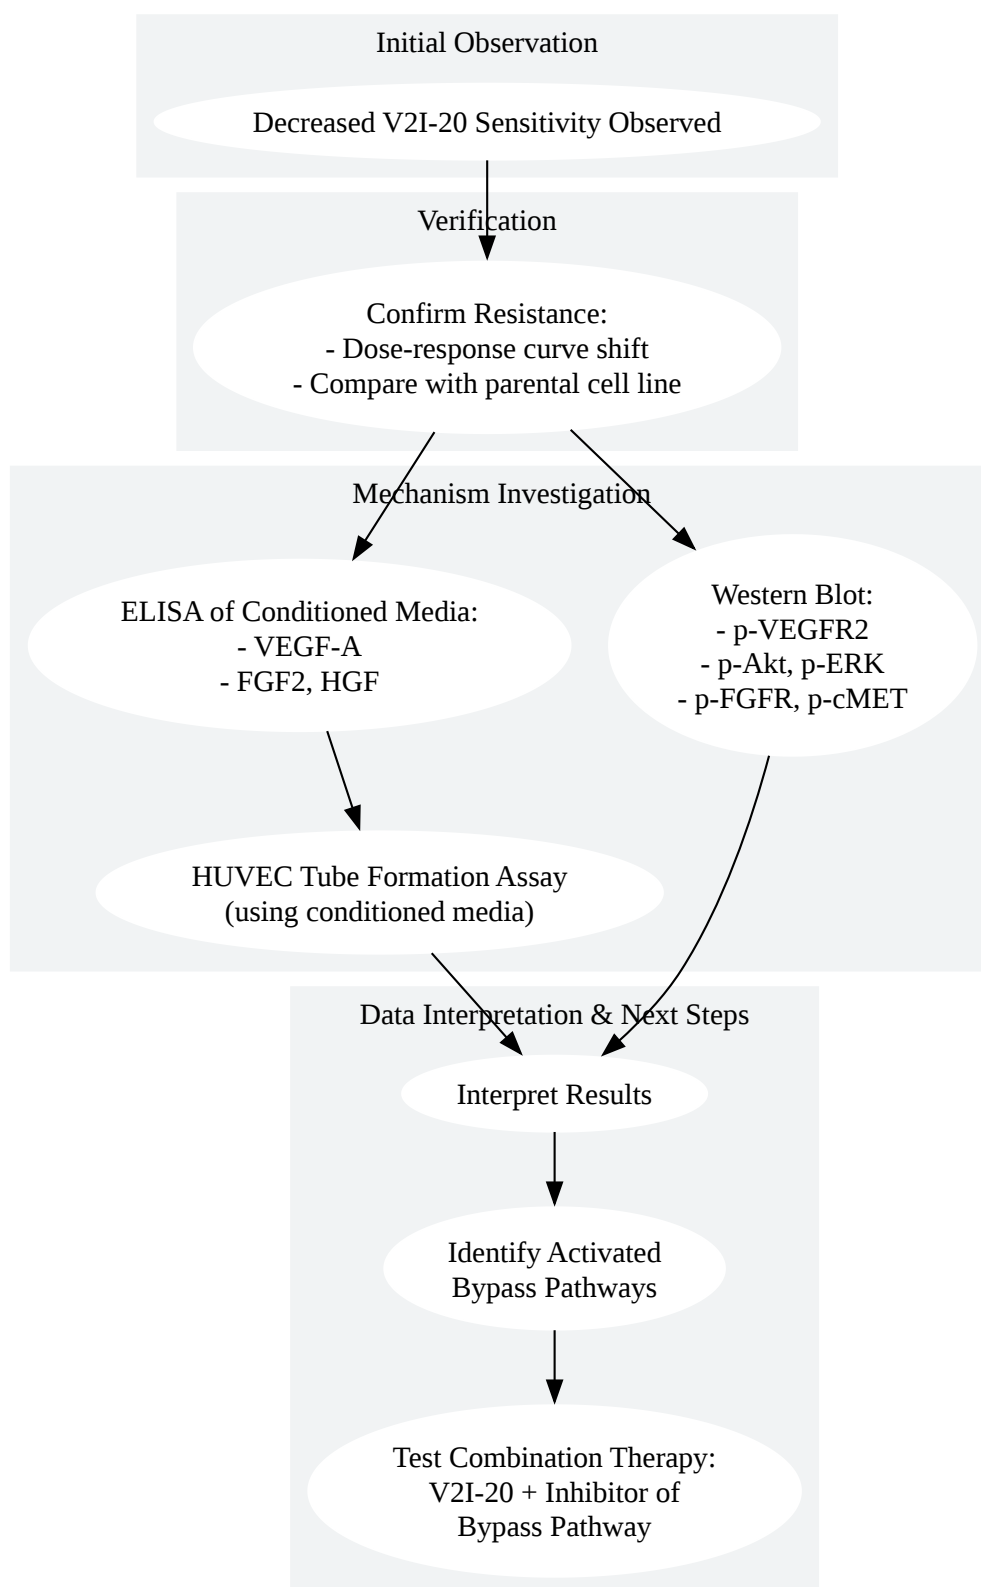 Initial Observation
Decreased V2I-20 Sensitivity Observed
Verification
Confirm Resistance:
- Dose-response curve shift
- Compare with parental cell line
Mechanism Investigation
ELISA of Conditioned Media:
- VEGF-A
- FGF2, HGF
Western Blot:
- p-VEGFR2
- p-Akt, p-ERK
- p-FGFR, p-cMET
HUVEC Tube Formation Assay
(using conditioned media)
Data Interpretation & Next Steps
Interpret Results
Identify Activated
Bypass Pathways
Test Combination Therapy:
V2I-20 + Inhibitor of
Bypass Pathway